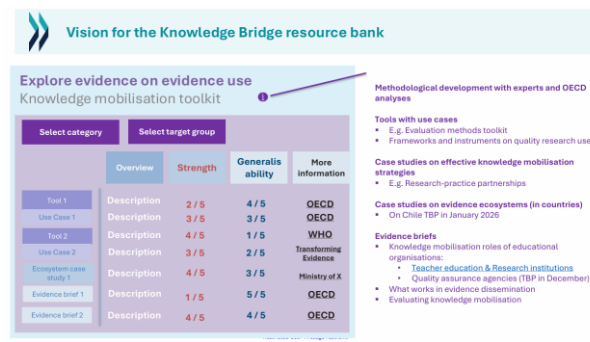 Vision for the Knowledge Bridge resource bank
Explore evidence on evidence use
Knowledge mobilisation toolkit
Select category
Select target group
Overview
Strength
Generalis
ability
More
information
Tool 1
Description
2 / 5
4 / 5
OECD
Use Case 1
Description
3 / 5
3 / 5
OECD
Tool 2
Description
4 / 5
1 / 5
WHO
Use Case 2
Description
3 / 5
2 / 5
Transforming
Evidence
Ecosystem case
study 1
Description
4 / 5
3 / 5
Ministry of X
Evidence brief 1
Description
1 / 5
5 / 5
OECD
Evidence brief 2
Description
4 / 5
4 / 5
OECD
Methodological development with experts and OECD
analyses
Tools with use cases
▪ E.g. Evaluation methods toolkit
▪ Frameworks and instruments on quality research use
Case studies on effective knowledge mobilisation
strategies
▪ E.g. Research-practice partnerships
Case studies on evidence ecosystems (in countries)
▪ On Chile TBP in January 2026
Evidence briefs
▪ Knowledge mobilisation roles of educational
organisations:
• Teacher education & Research institutions
• Quality assurance agencies (TBP in December)
▪ What works in evidence dissemination
▪ Evaluating knowledge mobilisation